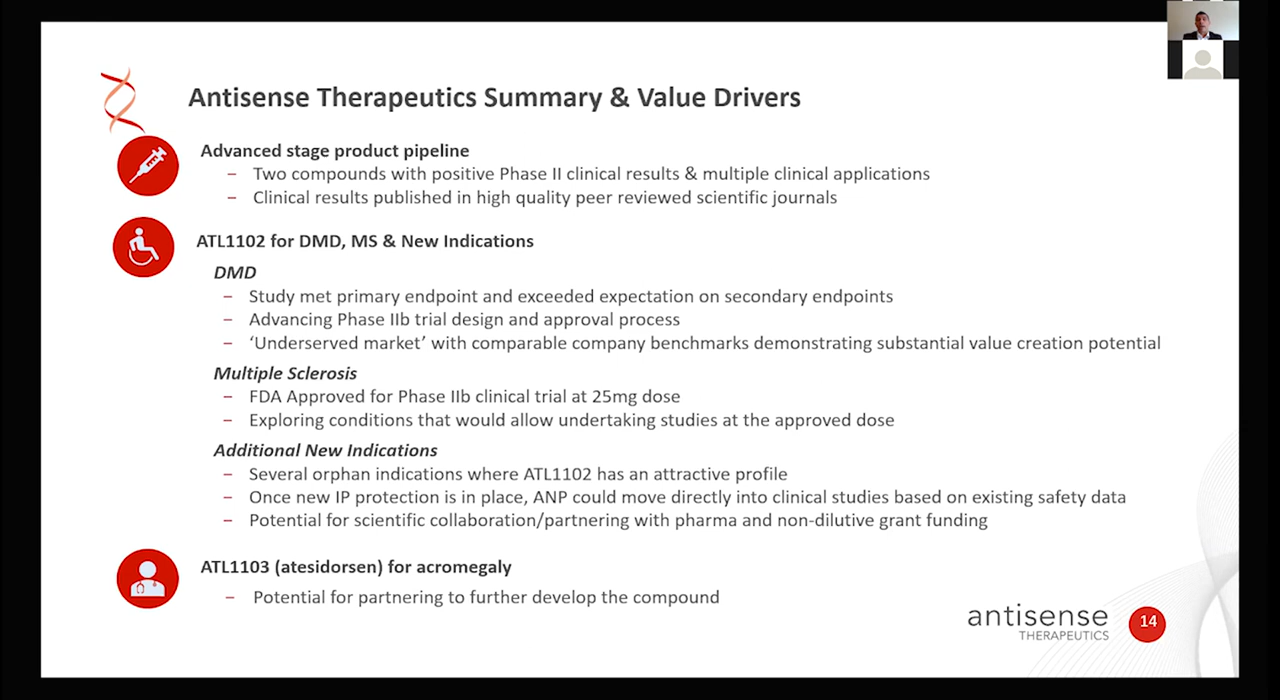 Antisense Therapeutics Summary & Value Drivers
Advanced stage product pipeline
– Two compounds with positive Phase II clinical results & multiple clinical applications
– Clinical results published in high quality peer reviewed scientific journals
ATL1102 for DMD, MS & New Indications
DMD
– Study met primary endpoint and exceeded expectation on secondary endpoints
– Advancing Phase IIb trial design and approval process
– ‘Underserved market’ with comparable company benchmarks demonstrating substantial value creation potential
Multiple Sclerosis
– FDA Approved for Phase IIb clinical trial at 25mg dose
– Exploring conditions that would allow undertaking studies at the approved dose
Additional New Indications
– Several orphan indications where ATL1102 has an attractive profile
– Once new IP protection is in place, ANP could move directly into clinical studies based on existing safety data
– Potential for scientific collaboration/partnering with pharma and non-dilutive grant funding
ATL1103 (atesidorsen) for acromegaly
– Potential for partnering to further develop the compound
antisense
THERAPEUTICS
14